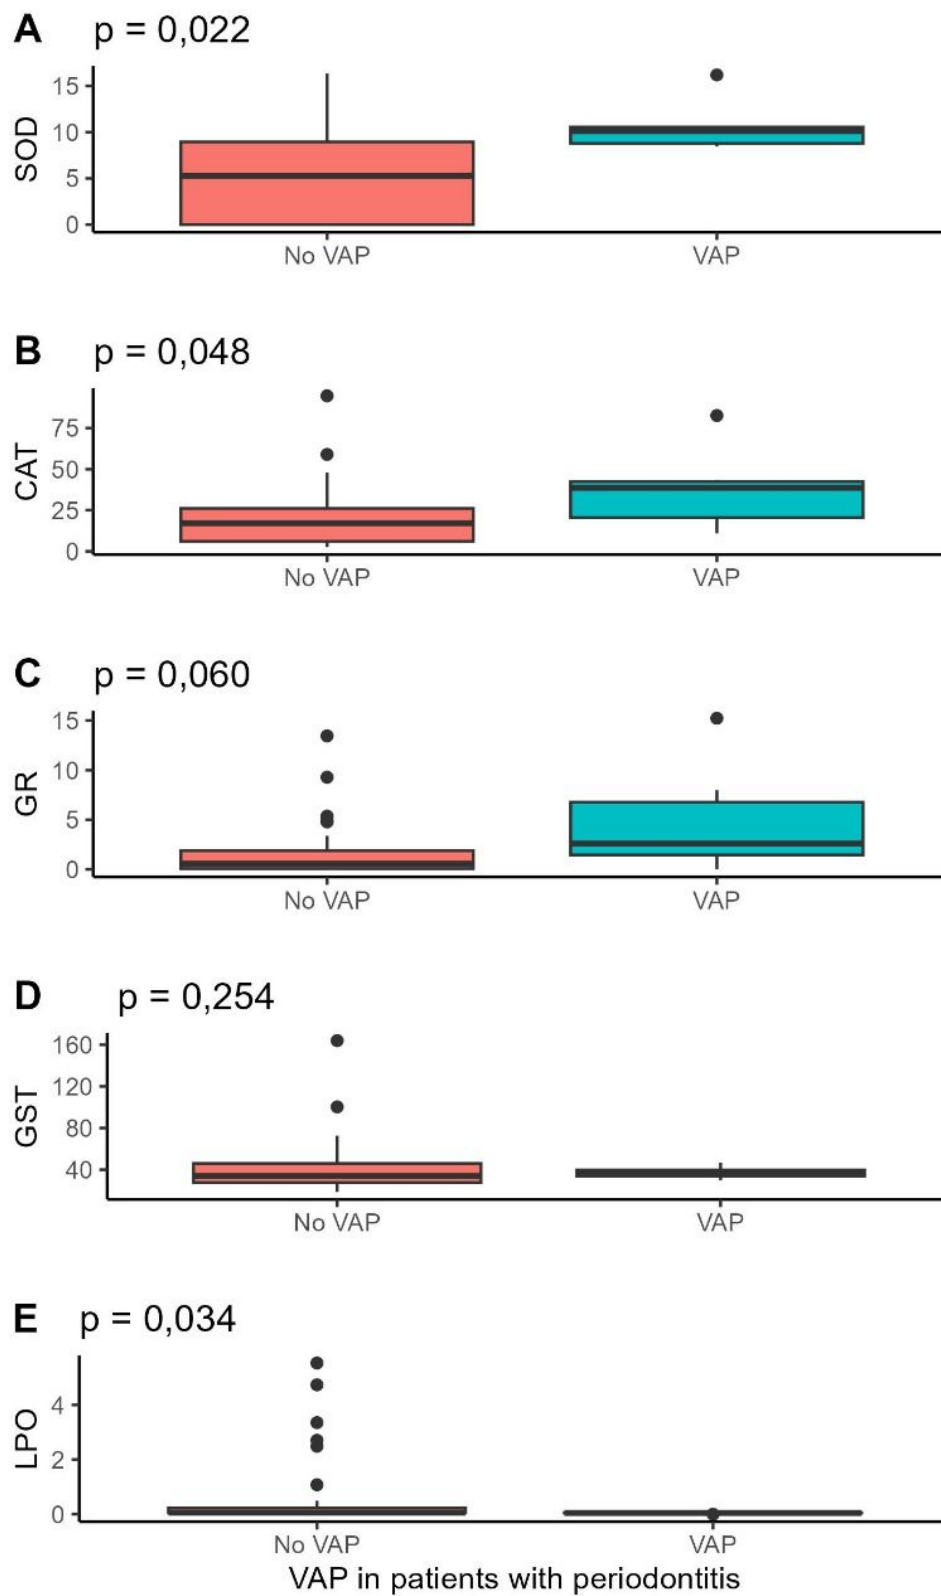 A p = 0,022
SOD
15
10
5
0
No VAP VAP
B p = 0,048
CAT
75
50
25
0
No VAP VAP
C p = 0,060
GR
15
10
5
0
No VAP VAP
D p = 0,254
GST
160
120
80
40
No VAP VAP
E p = 0,034
LPO
4
2
0
No VAP VAP
VAP in patients with periodontitis